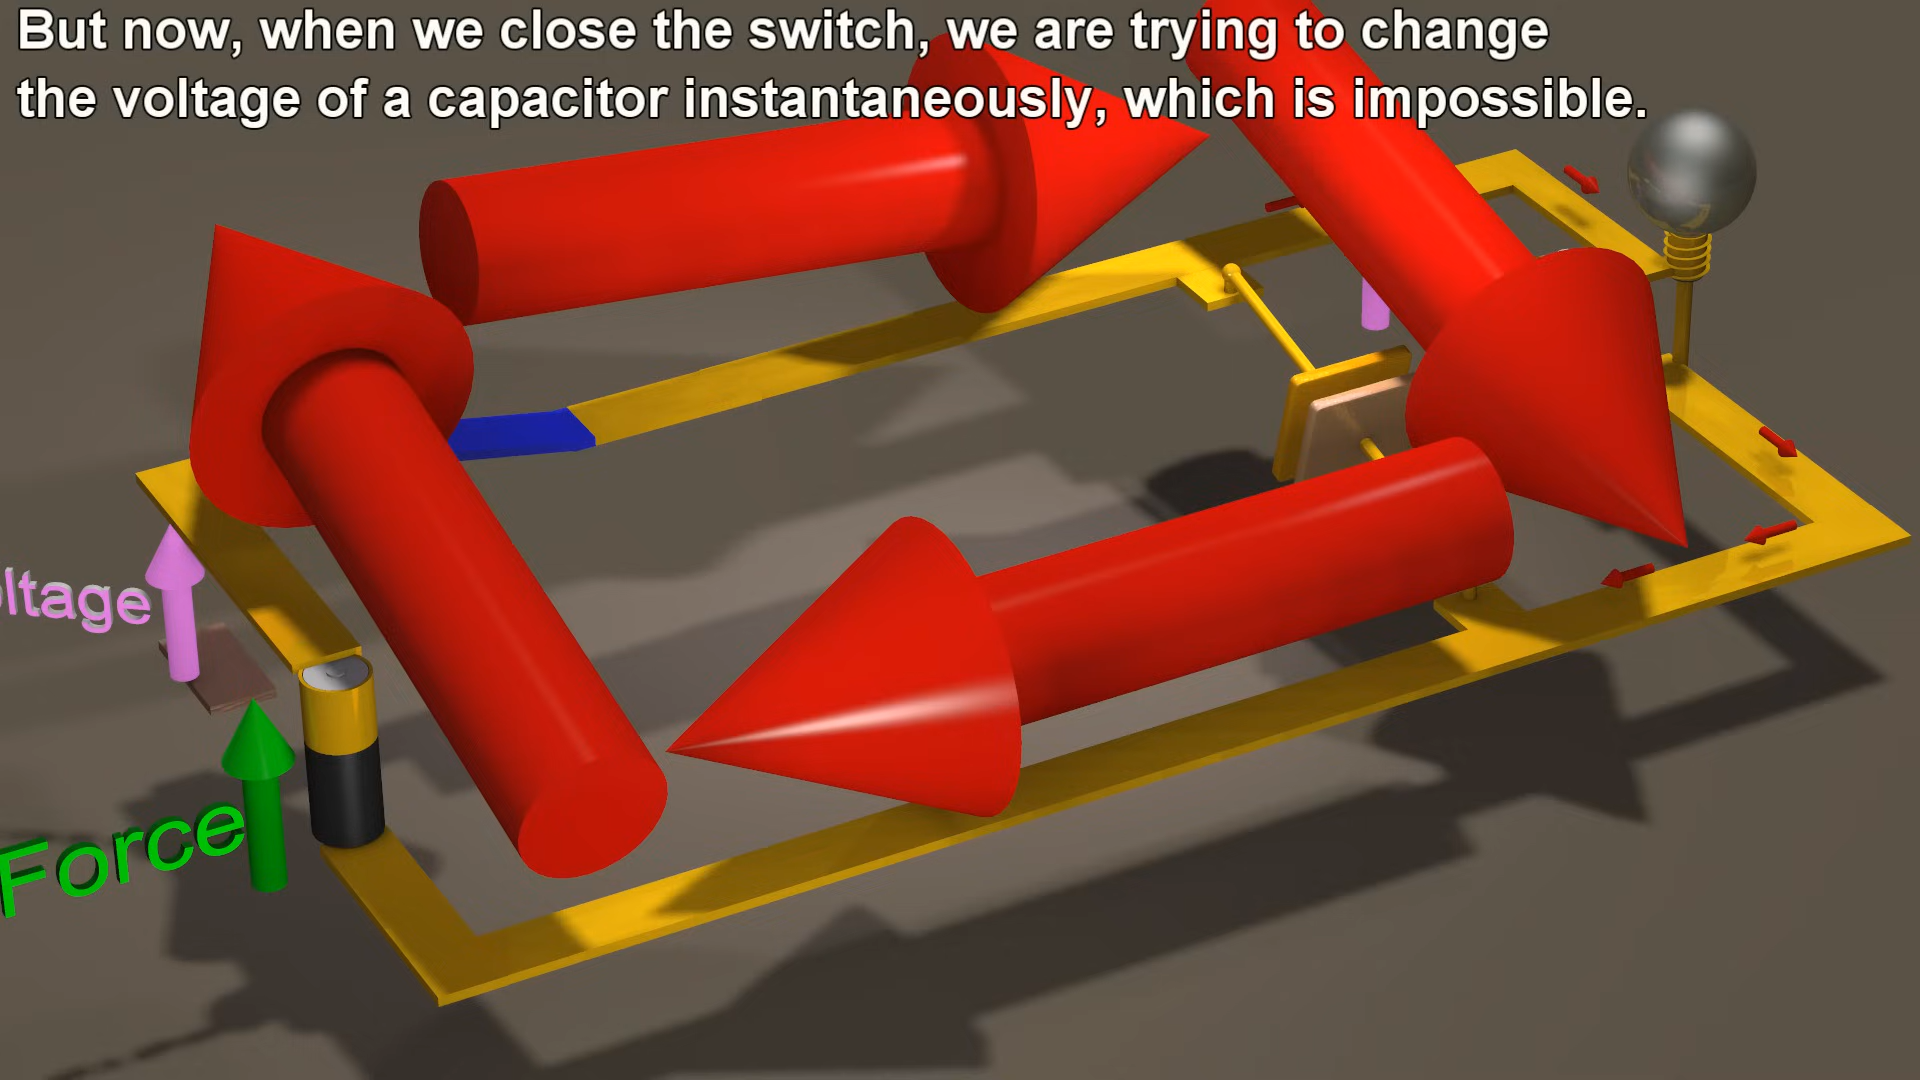 But now, when we close the switch, we are trying to change
the voltage of a capacitor instantaneously, which is impossible.
ltage
Force